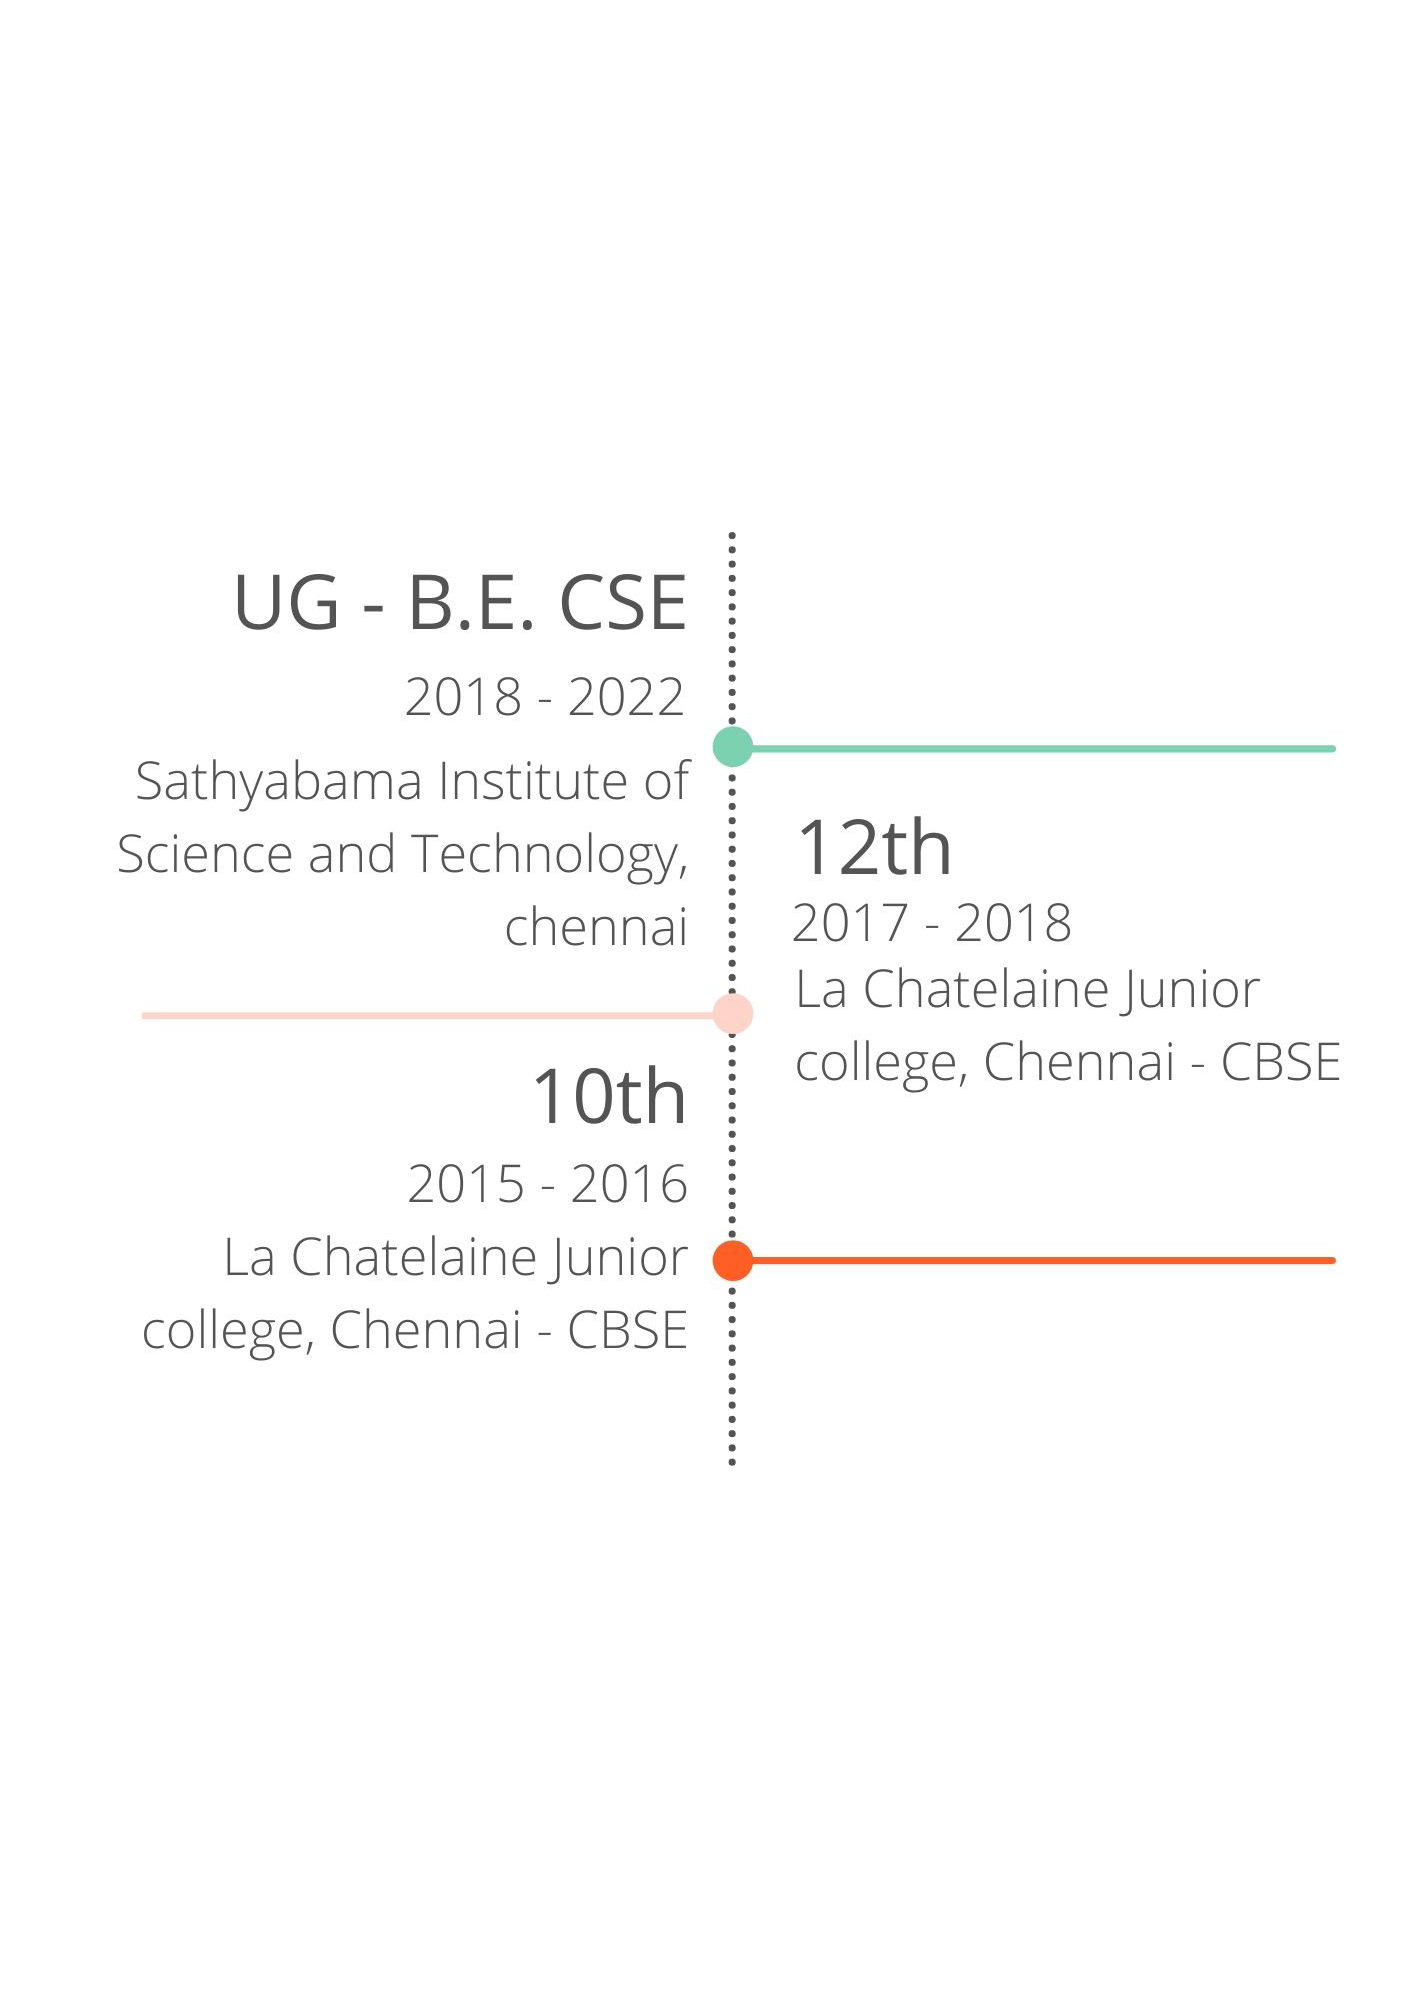 UG - B.E. CSE
2018 - 2022
Sathyabama Institute of
Science and Technology,
chennai
12th
2017 - 2018
La Chatelaine Junior
college, Chennai - CBSE
10th
2015 - 2016
La Chatelaine Junior
college, Chennai - CBSE